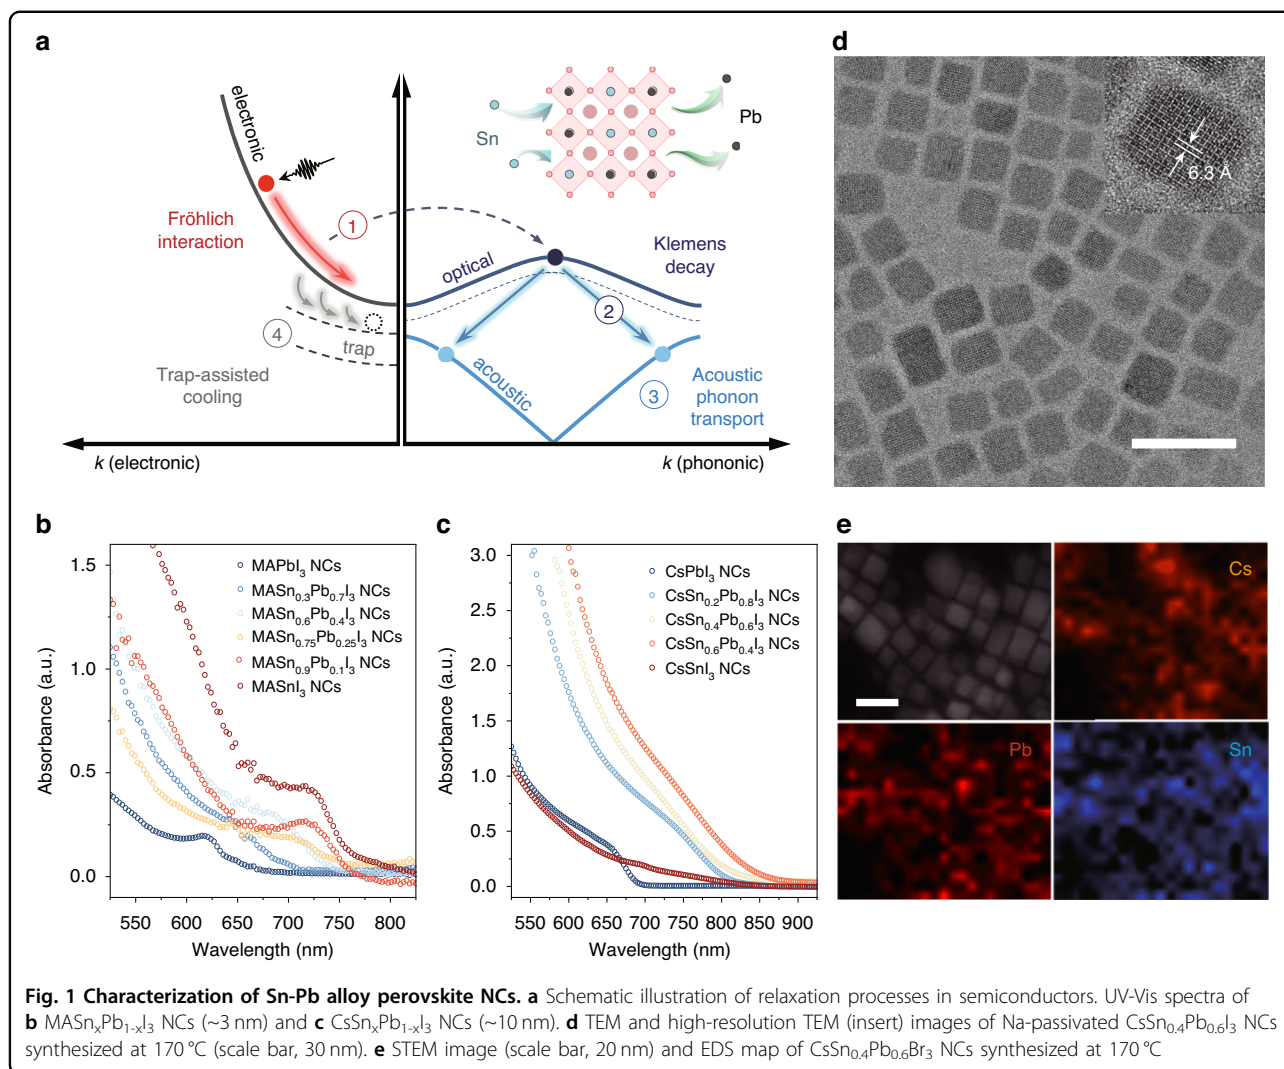 a
electronic
Fröhlich
interaction
1
4
trap
Trap-assisted
cooling
k (electronic)
Sn
Pb
optical
Klemens
decay
2
acoustic
3
Acoustic
phonon
transport
k (phononic)
d
6.3 Å
b
Absorbance (a.u.)
1.5
1.0
0.5
0.0
MAPbI₃ NCs
MASn₀.₃Pb₀.₇I₃ NCs
MASn₀.₆Pb₀.₄I₃ NCs
MASn₀.₇₅Pb₀.₂₅I₃ NCs
MASn₀.₉Pb₀.₁I₃ NCs
MASnI₃ NCs
550 600 650 700 750 800
Wavelength (nm)
c
Absorbance (a.u.)
3.0
2.5
2.0
1.5
1.0
0.5
0.0
CsPbI₃ NCs
CsSn₀.₂Pb₀.₈I₃ NCs
CsSn₀.₄Pb₀.₆I₃ NCs
CsSn₀.₆Pb₀.₄I₃ NCs
CsSnI₃ NCs
550 600 650 700 750 800 850 900
Wavelength (nm)
e
Cs
Pb
Sn
Fig. 1 Characterization of Sn-Pb alloy perovskite NCs. a Schematic illustration of relaxation processes in semiconductors. UV-Vis spectra of
b MASnₓPb₁₋ₓI₃ NCs (~3 nm) and c CsSnₓPb₁₋ₓI₃ NCs (~10 nm). d TEM and high-resolution TEM (insert) images of Na-passivated CsSn₀.₄Pb₀.₆I₃ NCs
synthesized at 170 °C (scale bar, 30 nm). e STEM image (scale bar, 20 nm) and EDS map of CsSn₀.₄Pb₀.₆Br₃ NCs synthesized at 170 °C